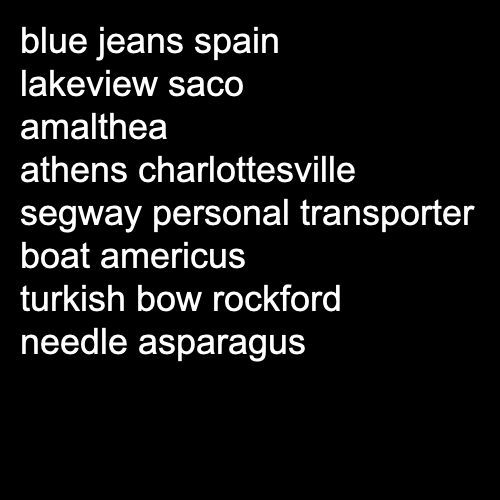 blue jeans spain
lakeview saco
amalthea
athens charlottesville
segway personal transporter
boat americus
turkish bow rockford
needle asparagus